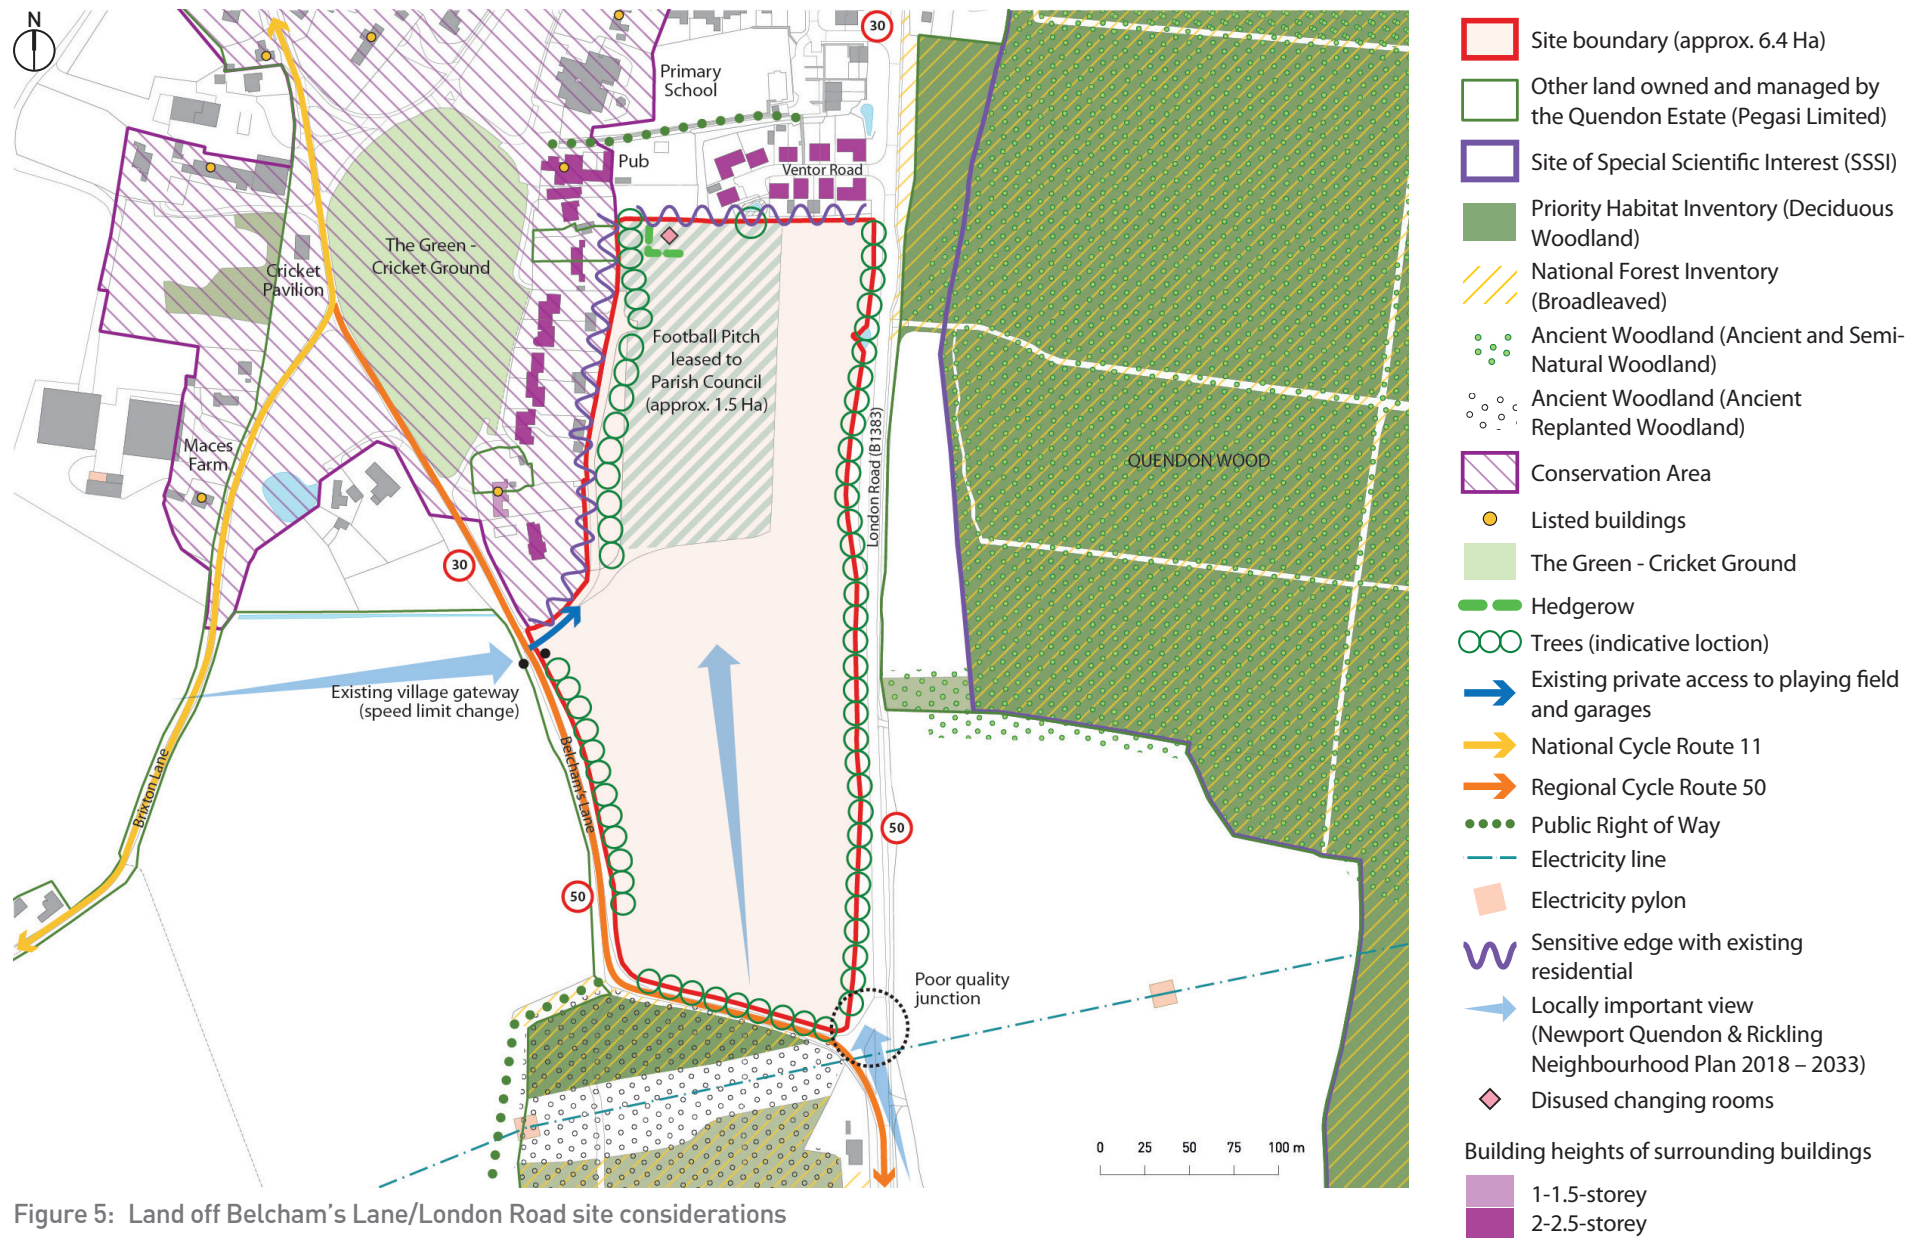 N
30
Primary
School
Pub
Ventor Road
The Green -
Cricket Ground
Cricket
Pavilion
Football Pitch
leased to
Parish Council
(approx. 1.5 Ha)
Maces
Farm
London Road (B1383)
QUENDON WOOD
30
Existing village gateway
(speed limit change)
Belcham's Lane
Brixton Lane
50
50
Poor quality
junction
0 25 50 75 100 m
Site boundary (approx. 6.4 Ha)
Other land owned and managed by
the Quendon Estate (Pegasi Limited)
Site of Special Scientific Interest (SSSI)
Priority Habitat Inventory (Deciduous
Woodland)
National Forest Inventory
(Broadleaved)
Ancient Woodland (Ancient and Semi-
Natural Woodland)
Ancient Woodland (Ancient
Replanted Woodland)
Conservation Area
Listed buildings
The Green - Cricket Ground
Hedgerow
Trees (indicative loction)
Existing private access to playing field
and garages
National Cycle Route 11
Regional Cycle Route 50
Public Right of Way
Electricity line
Electricity pylon
Sensitive edge with existing
residential
Locally important view
(Newport Quendon & Rickling
Neighbourhood Plan 2018 – 2033)
Disused changing rooms
Building heights of surrounding buildings
1-1.5-storey
2-2.5-storey
Figure 5: Land off Belcham's Lane/London Road site considerations